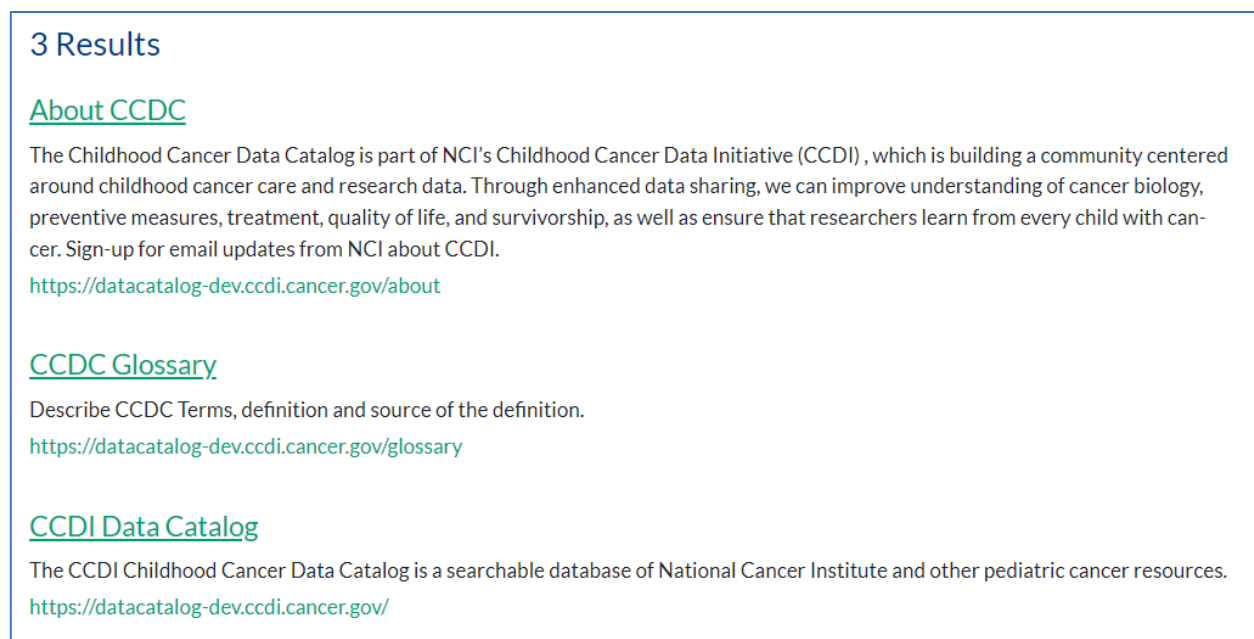 3 Results
About CCDC
The Childhood Cancer Data Catalog is part of NCI's Childhood Cancer Data Initiative (CCDI) , which is building a community centered
around childhood cancer care and research data. Through enhanced data sharing, we can improve understanding of cancer biology,
preventive measures, treatment, quality of life, and survivorship, as well as ensure that researchers learn from every child with can-
cer. Sign-up for email updates from NCI about CCDI.
https://datacatalog-dev.ccdi.cancer.gov/about
CCDC Glossary
Describe CCDC Terms, definition and source of the definition.
https://datacatalog-dev.ccdi.cancer.gov/glossary
CCDI Data Catalog
The CCDI Childhood Cancer Data Catalog is a searchable database of National Cancer Institute and other pediatric cancer resources.
https://datacatalog-dev.ccdi.cancer.gov/